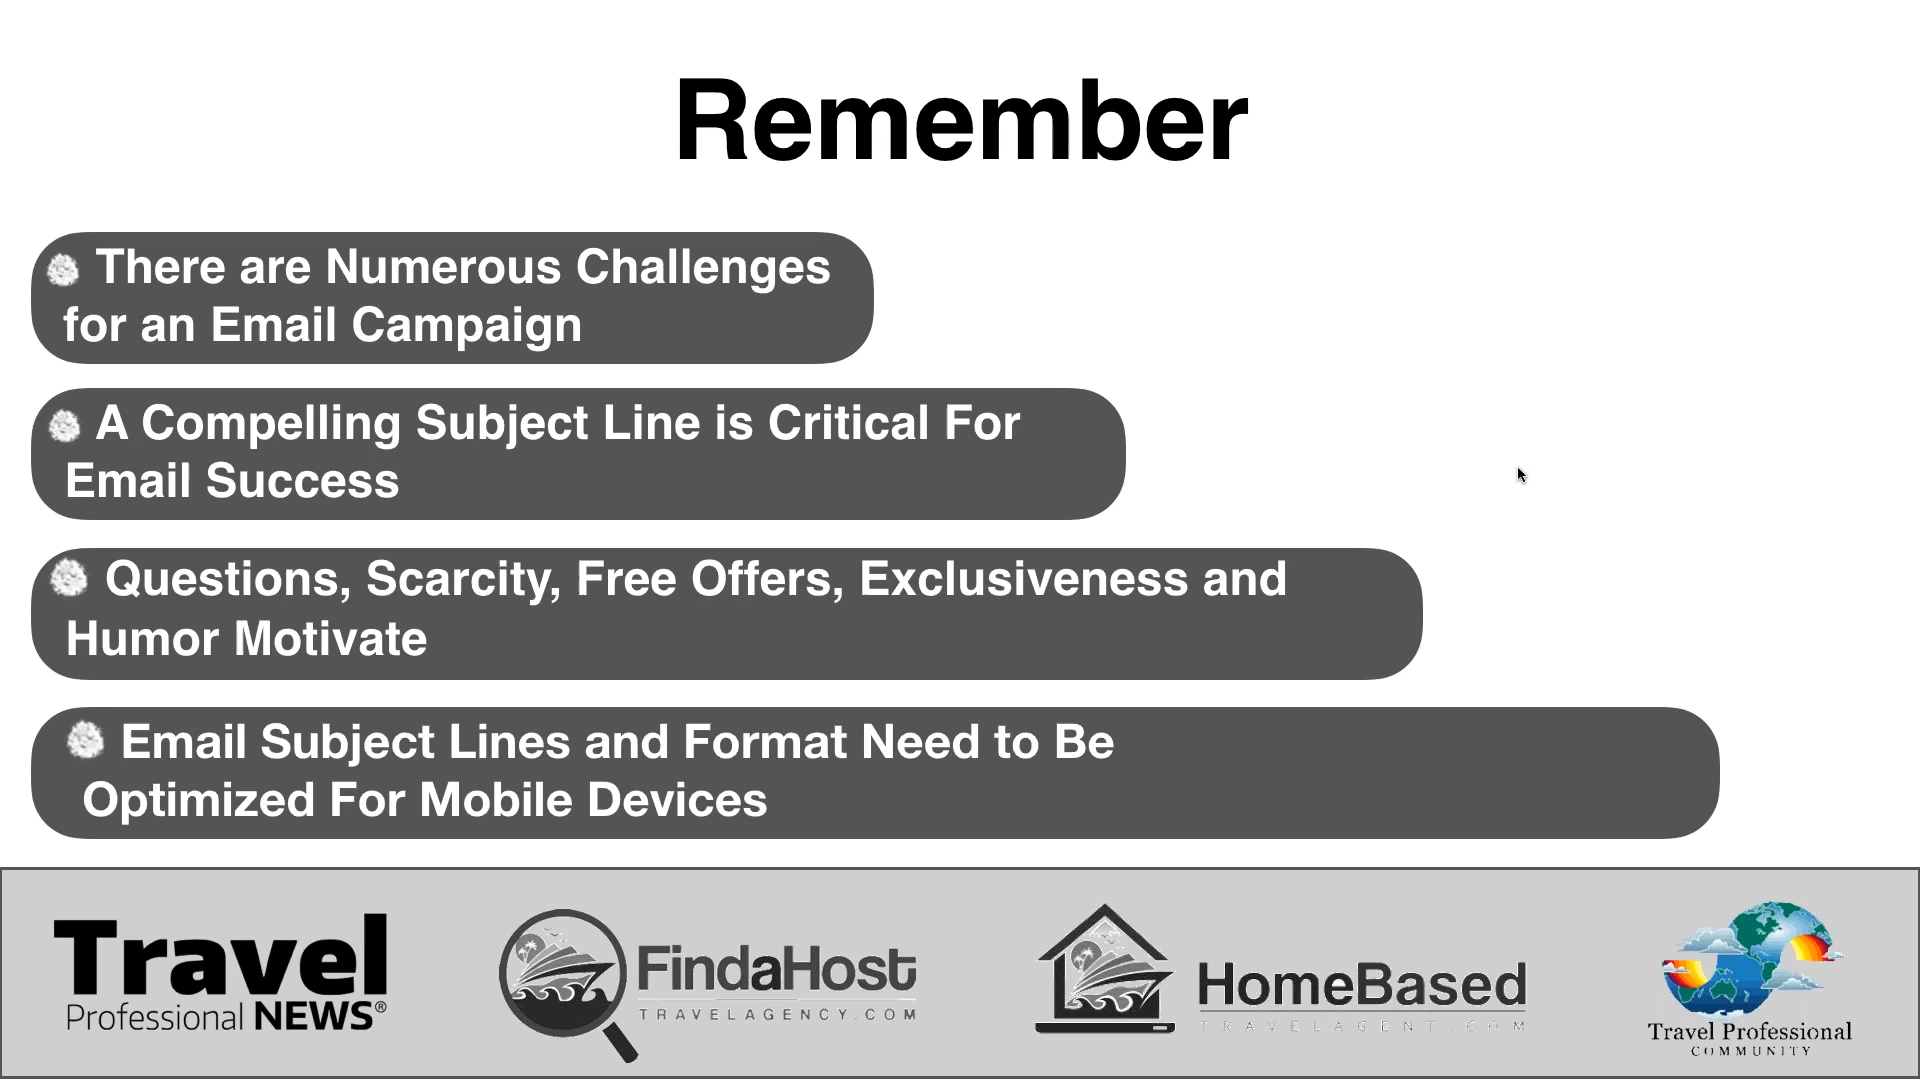 Remember
There are Numerous Challenges
for an Email Campaign
A Compelling Subject Line is Critical For
Email Success
Questions, Scarcity, Free Offers, Exclusiveness and
Humor Motivate
Email Subject Lines and Format Need to Be
Optimized For Mobile Devices
Travel
Professional NEWS®
FindaHost
TRAVELAGENCY.COM
HomeBased
TRAVELAGENT.COM
Travel Professional
COMMUNITY